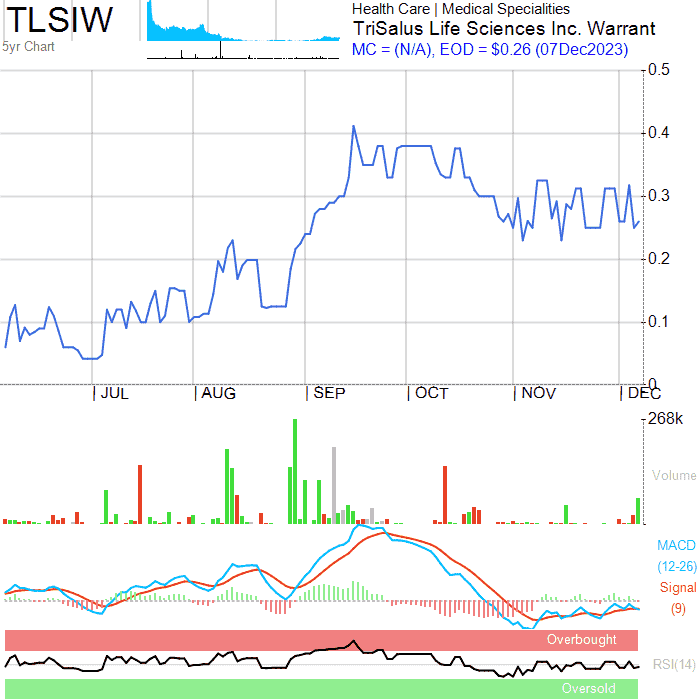 TLSIW
5yr Chart
Health Care | Medical Specialities
TriSalus Life Sciences Inc. Warrant
MC = (N/A), EOD = $0.26 (07Dec2023)
0.5
0.4
0.3
0.2
0.1
0
JUL AUG SEP OCT NOV DEC
268k
Volume
MACD
(12-26)
Signal
(9)
Overbought
RSI(14)
Oversold